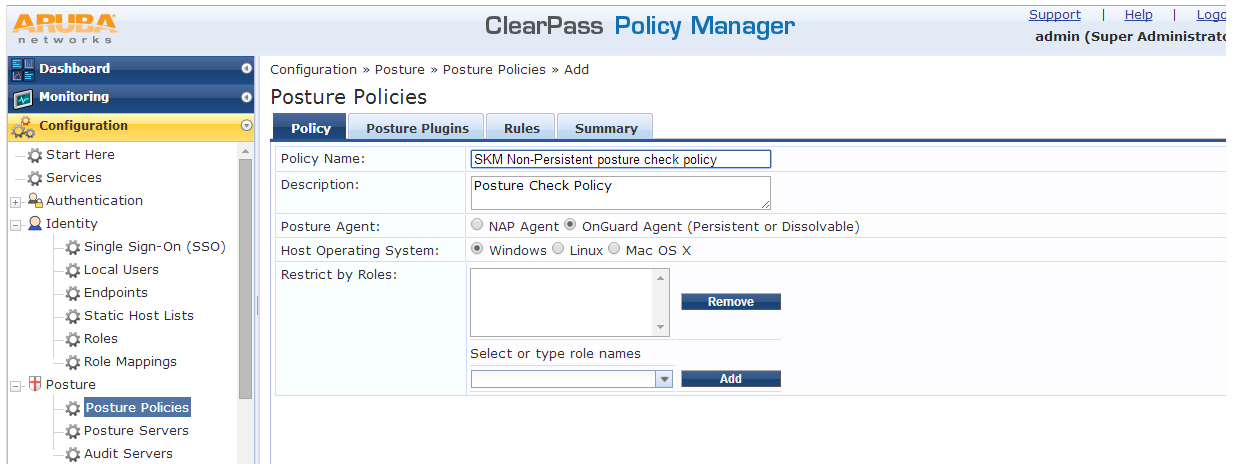 ARUBA
networks
ClearPass Policy Manager
Support | Help | Logo
admin (Super Administrato
Dashboard
Monitoring
Configuration
Start Here
Services
Authentication
Identity
Single Sign-On (SSO)
Local Users
Endpoints
Static Host Lists
Roles
Role Mappings
Posture
Posture Policies
Posture Servers
Audit Servers
Configuration » Posture » Posture Policies » Add
Posture Policies
Policy Posture Plugins Rules Summary
Policy Name: SKM Non-Persistent posture check policy
Description: Posture Check Policy
Posture Agent: NAP Agent OnGuard Agent (Persistent or Dissolvable)
Host Operating System: Windows Linux Mac OS X
Restrict by Roles:
Remove
Select or type role names
Add